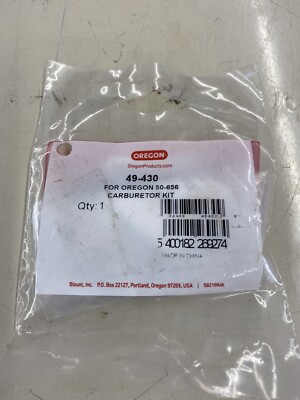 OREGON
OregonProducts.com
49-430
FOR OREGON 50-656
CARBURETOR KIT
Qty: 1
5 400182 289274
MADE IN CHINA
Blount, Inc. P.O. Box 22127, Portland, Oregon 97269, USA |